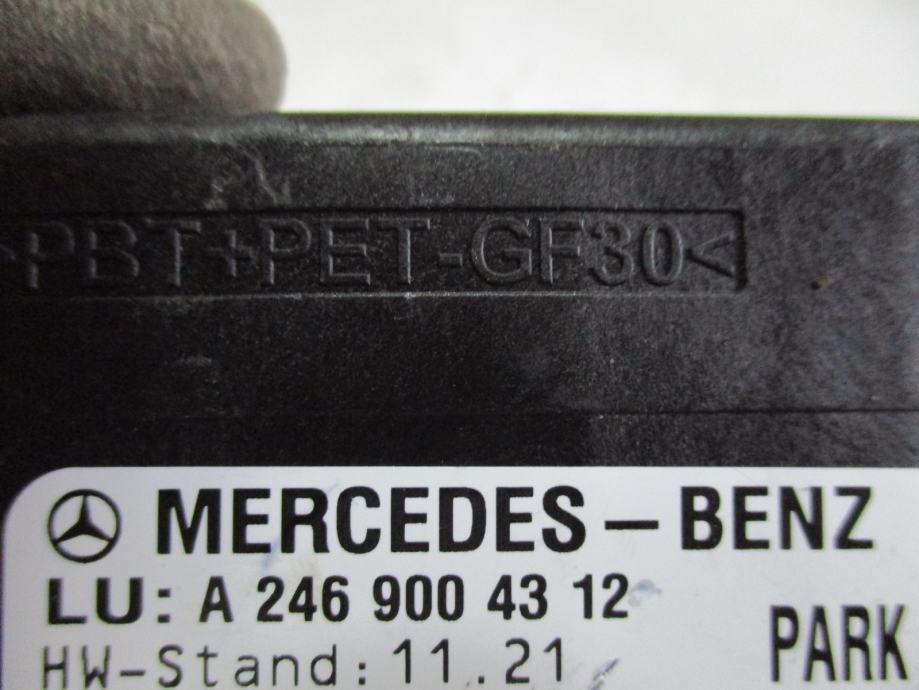 >PBT+PET-GF30<
MERCEDES-BENZ
LU: A 246 900 43 12
PARK
HW-Stand: 11.21